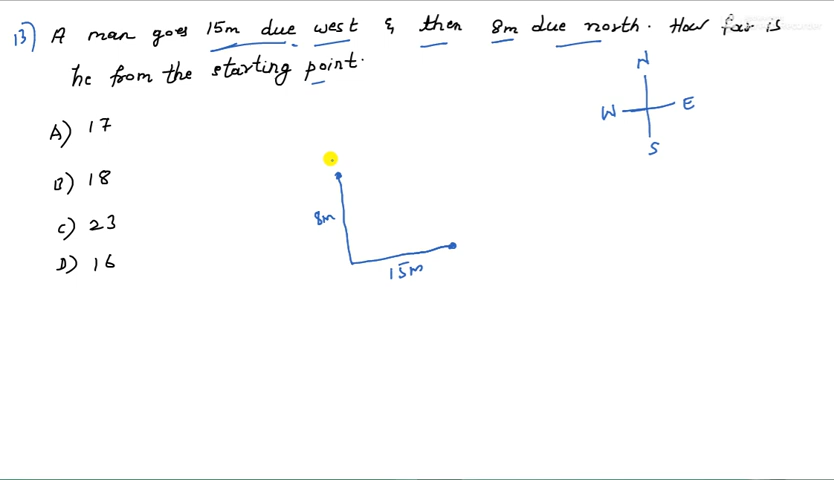 13) A man goes 15m due west & then 8m due north. How far is
he from the starting point.
N
W E
S
A) 17
B) 18
C) 23
D) 16
8m
15m